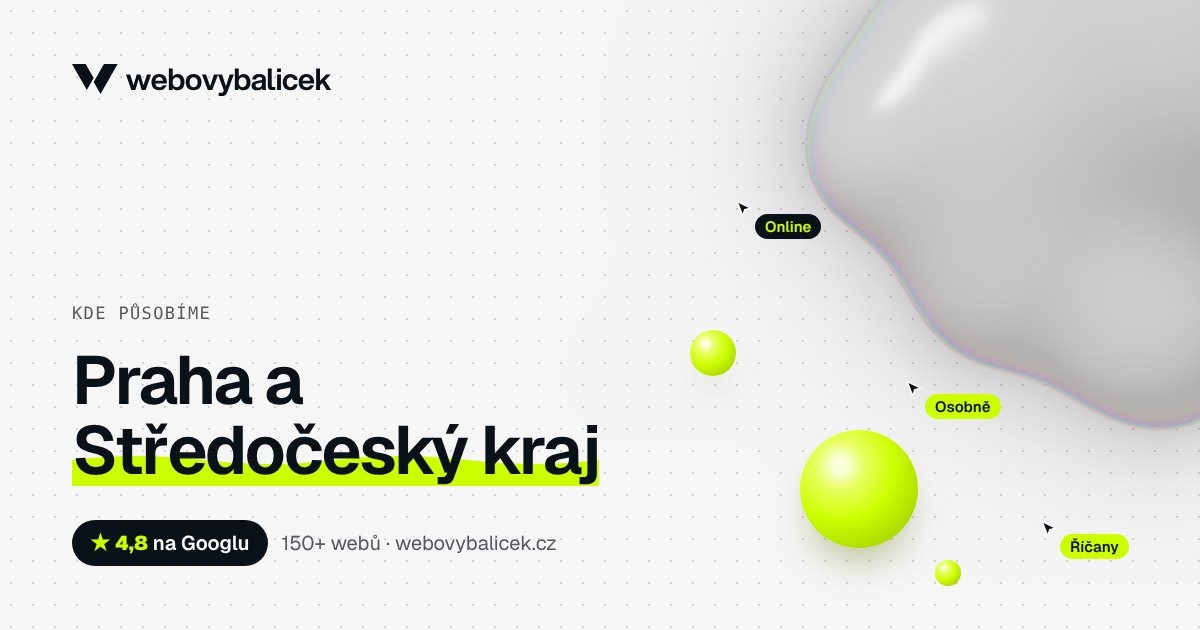 webovybalicek
Online
KDE PŮSOBÍME
Praha a
Středočeský kraj
Osobně
★ 4,8 na Googlu
150+ webů · webovybalicek.cz
Říčany